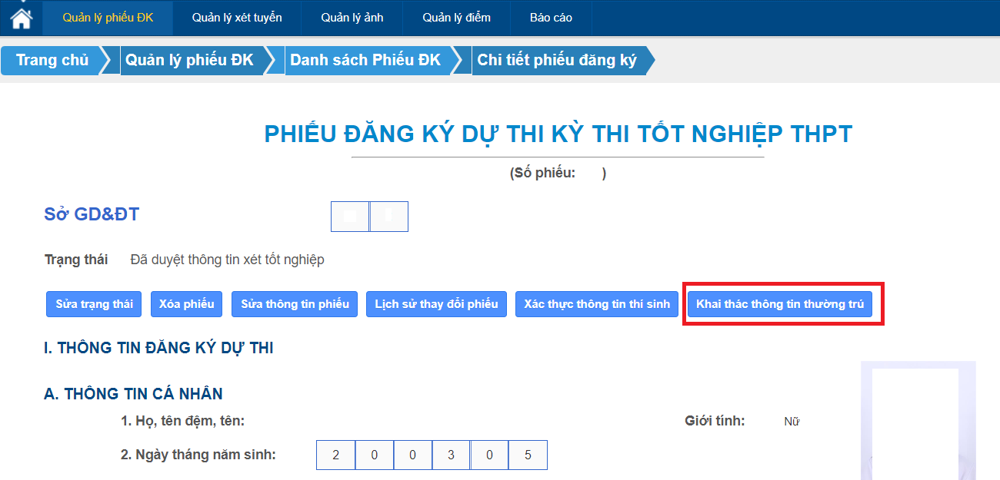 Quản lý phiếu ĐK Quản lý xét tuyển Quản lý ảnh Quản lý điểm Báo cáo
Trang chủ Quản lý phiếu ĐK Danh sách Phiếu ĐK Chi tiết phiếu đăng ký
PHIẾU ĐĂNG KÝ DỰ THI KỲ THI TỐT NGHIỆP THPT
(Số phiếu: )
Sở GD&ĐT
Trạng thái Đã duyệt thông tin xét tốt nghiệp
Sửa trạng thái Xóa phiếu Sửa thông tin phiếu Lịch sử thay đổi phiếu Xác thực thông tin thí sinh Khai thác thông tin thường trú
I. THÔNG TIN ĐĂNG KÝ DỰ THI
A. THÔNG TIN CÁ NHÂN
1. Họ, tên đệm, tên: Giới tính: Nữ
2. Ngày tháng năm sinh: 2 0 0 3 0 5